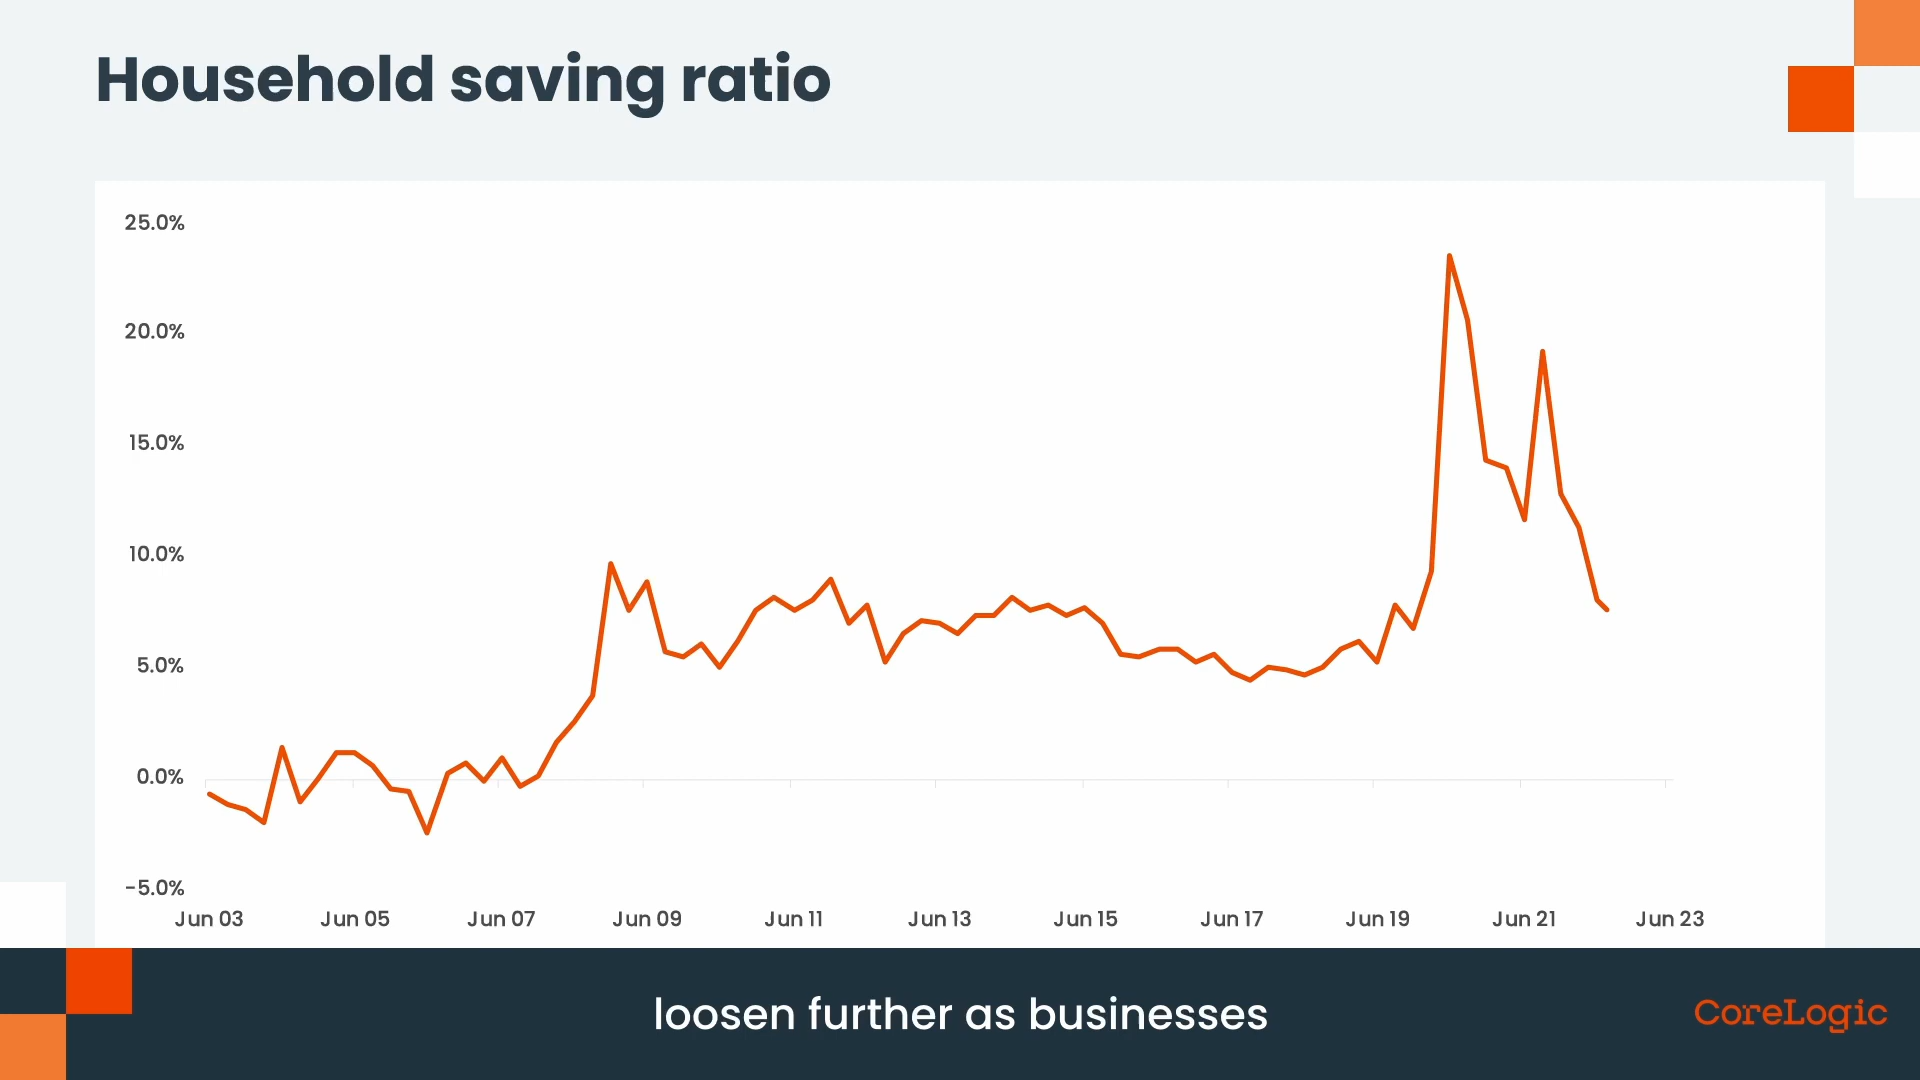 Household saving ratio
25.0%
20.0%
15.0%
10.0%
5.0%
0.0%
-5.0%
Jun 03 Jun 05 Jun 07 Jun 09 Jun 11 Jun 13 Jun 15 Jun 17 Jun 19 Jun 21 Jun 23
loosen further as businesses
CoreLogic